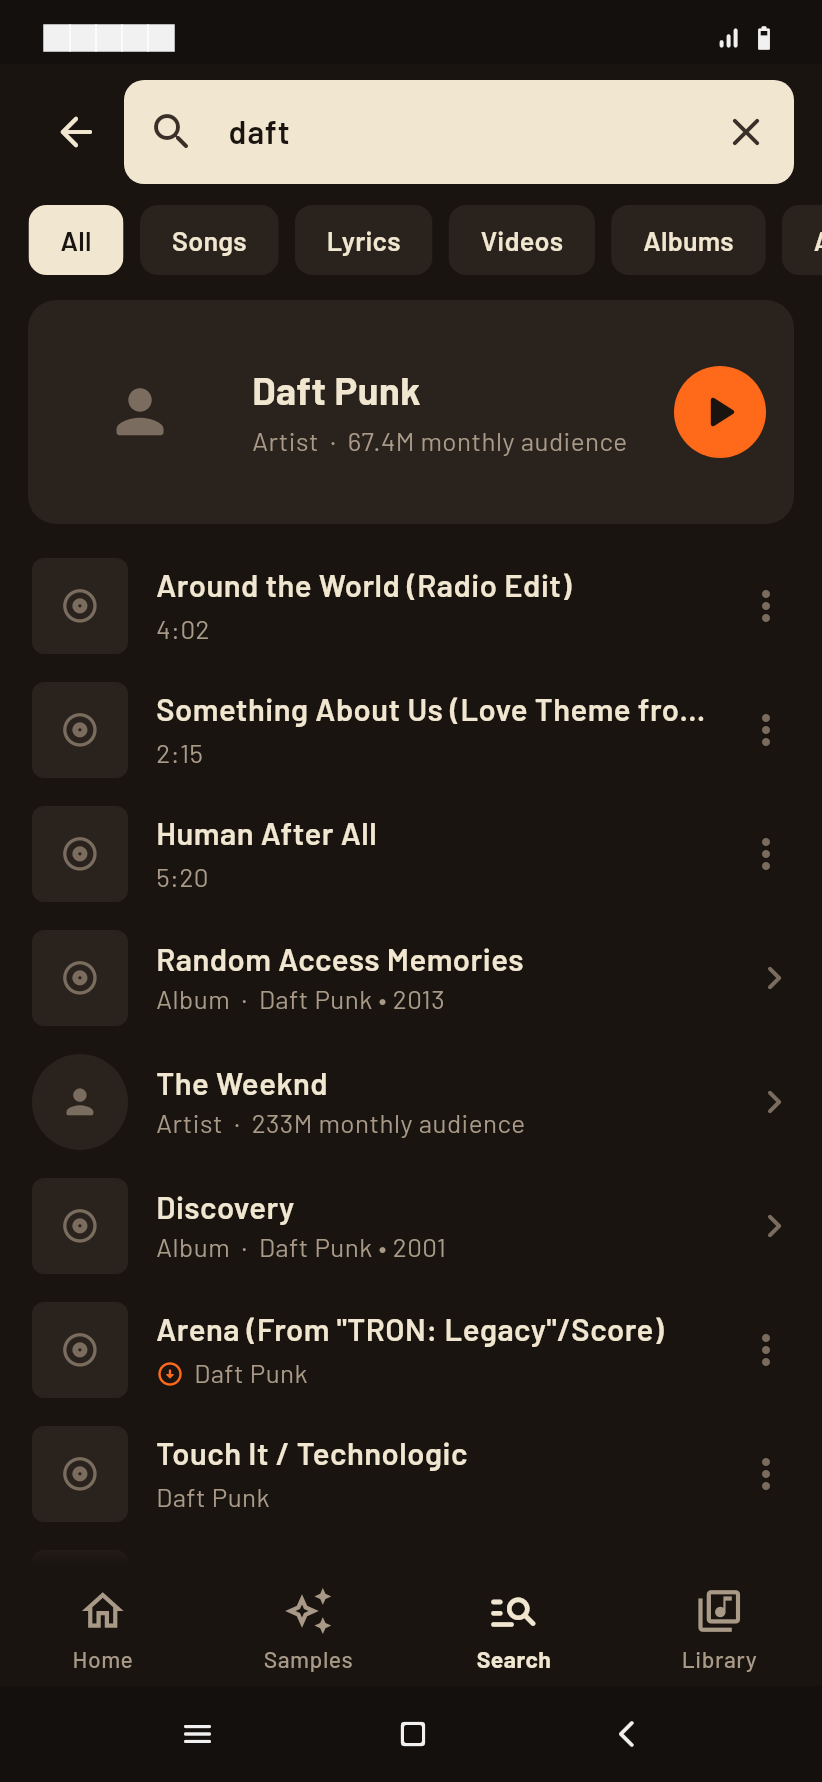 daft
All Songs Lyrics Videos Albums
Daft Punk
Artist · 67.4M monthly audience
Around the World (Radio Edit)
4:02
Something About Us (Love Theme fro...
2:15
Human After All
5:20
Random Access Memories
Album · Daft Punk • 2013
The Weeknd
Artist · 233M monthly audience
Discovery
Album · Daft Punk • 2001
Arena (From "TRON: Legacy"/Score)
Daft Punk
Touch It / Technologic
Daft Punk
Home Samples Search Library